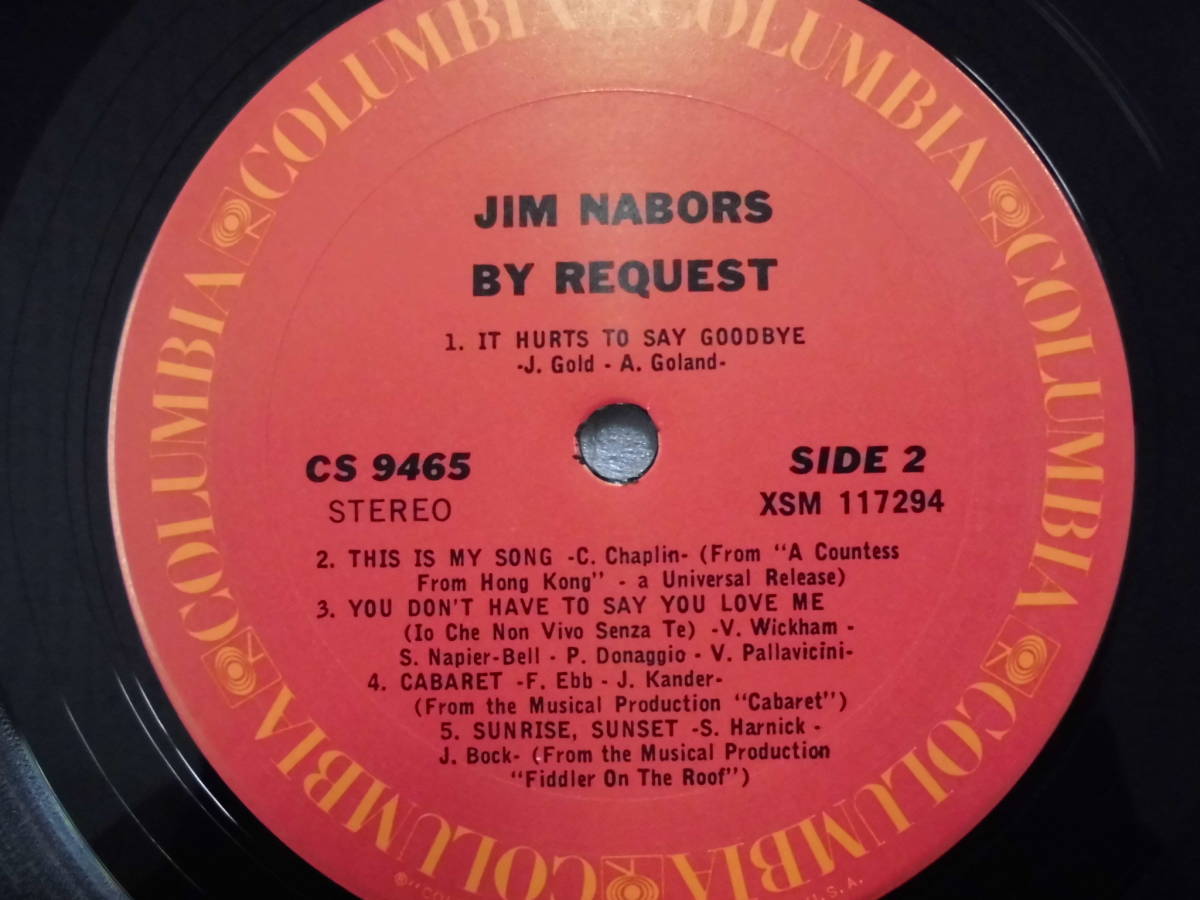 COLUMBIA COLUMBIA COLUMBIA COLUMBIA COLUMBIA COLUMBIA COLUMBIA COLUMBIA
JIM NABORS
BY REQUEST
1. IT HURTS TO SAY GOODBYE
-J. Gold - A. Goland-
CS 9465
STEREO
SIDE 2
XSM 117294
2. THIS IS MY SONG -C. Chaplin- (From "A Countess
From Hong Kong" - a Universal Release)
3. YOU DON'T HAVE TO SAY YOU LOVE ME
(Io Che Non Vivo Senza Te) -V. Wickham -
S. Napier-Bell - P. Donaggio - V. Pallavicini-
4. CABARET -F. Ebb - J. Kander-
(From the Musical Production "Cabaret")
5. SUNRISE, SUNSET -S. Harnick -
J. Bock- (From the Musical Production
"Fiddler On The Roof")